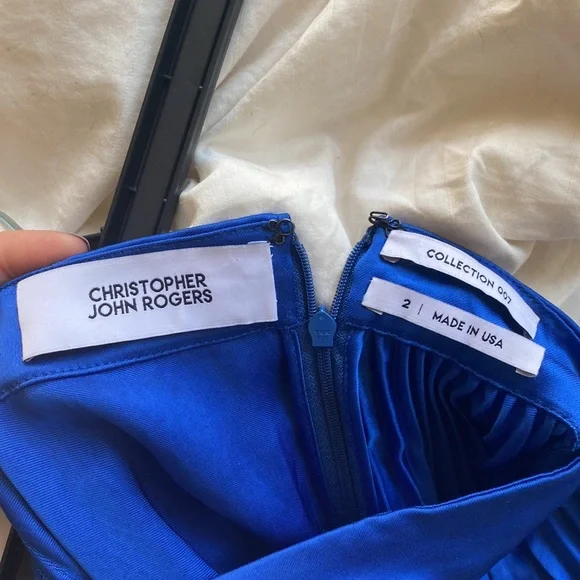 CHRISTOPHER
JOHN ROGERS
COLLECTION 007
2 | MADE IN USA